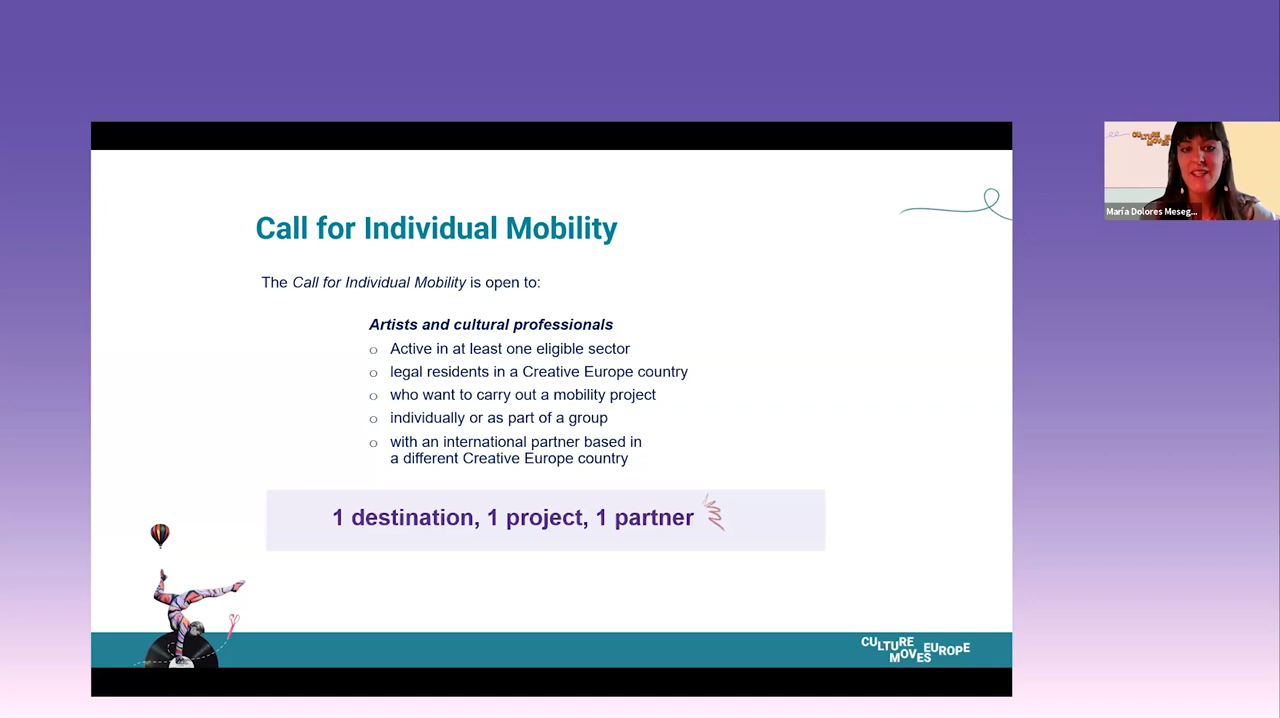 Call for Individual Mobility
The Call for Individual Mobility is open to:
Artists and cultural professionals
o Active in at least one eligible sector
o legal residents in a Creative Europe country
o who want to carry out a mobility project
o individually or as part of a group
o with an international partner based in
a different Creative Europe country
1 destination, 1 project, 1 partner
CULTURE
MOVES EUROPE
CULTURE
MOVES
María Dolores Meseg...